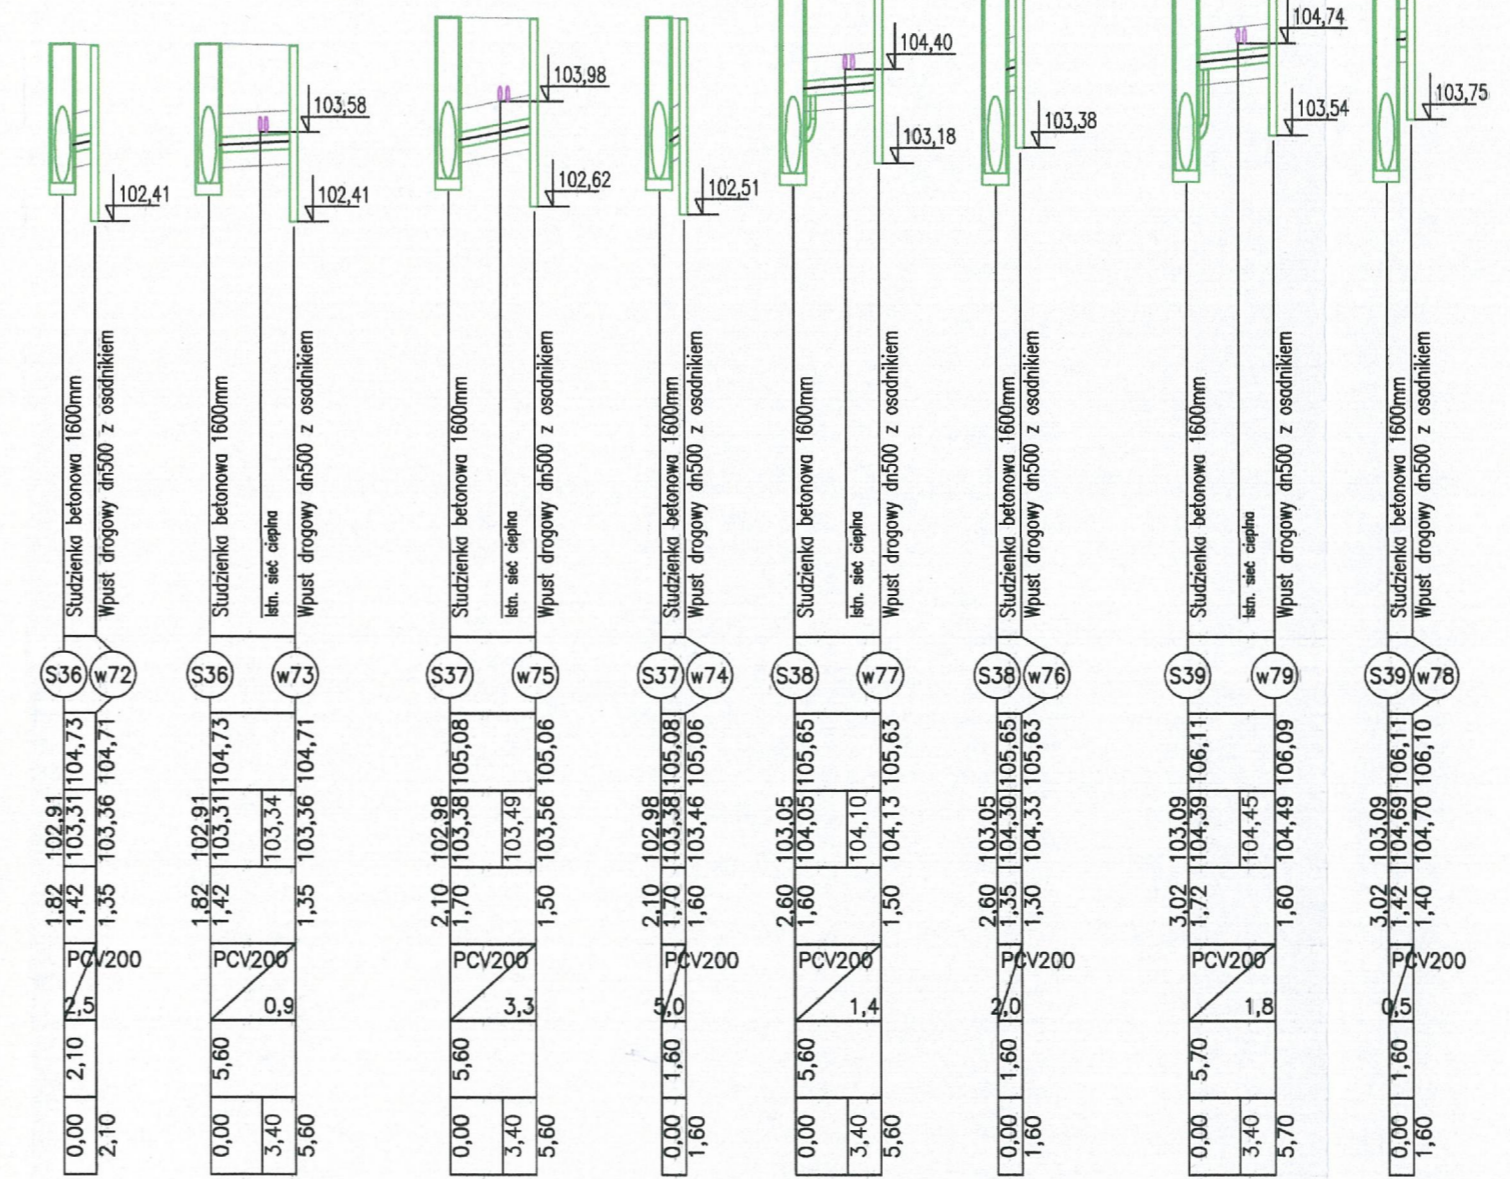 102,41
103,58
102,41
103,98
102,62
102,51
104,40
103,18
103,38
104,74
103,54
103,75
Studzienka betonowa 1600mm
Wpust drogowy dn500 z osadnikiem
Studzienka betonowa 1600mm
Istn. sieć cieplna
Wpust drogowy dn500 z osadnikiem
Studzienka betonowa 1600mm
Istn. sieć cieplna
Wpust drogowy dn500 z osadnikiem
Studzienka betonowa 1600mm
Wpust drogowy dn500 z osadnikiem
Studzienka betonowa 1600mm
Istn. sieć cieplna
Wpust drogowy dn500 z osadnikiem
Studzienka betonowa 1600mm
Wpust drogowy dn500 z osadnikiem
Studzienka betonowa 1600mm
Istn. sieć cieplna
Wpust drogowy dn500 z osadnikiem
Studzienka betonowa 1600mm
Wpust drogowy dn500 z osadnikiem
S36 w72 S36 w73 S37 w75 S37 w74 S38 w77 S38 w76 S39 w79 S39 w78
104,73 104,71 104,73 104,71 105,08 105,06 105,08 105,06 105,65 105,63 105,65 105,63 106,11 106,09 106,11 106,10
102,91 103,31 103,36 102,91 103,31 103,34 103,36 102,98 103,38 103,49 103,56 102,98 103,38 103,46 103,05 104,05 104,10 104,13 103,05 104,30 104,33 103,09 104,39 104,45 104,49 103,09 104,69 104,70
1,82 1,42 1,35 1,82 1,42 1,35 2,10 1,70 1,50 2,10 1,70 1,60 2,60 1,60 1,50 2,60 1,35 1,30 3,02 1,72 1,60 3,02 1,42 1,40
PCV200 PCV200 PCV200 PCV200 PCV200 PCV200 PCV200 PCV200
2,5 0,9 3,3 5,0 1,4 2,0 1,8 0,5
2,10 5,60 5,60 1,60 5,60 1,60 5,70 1,60
0,00 2,10 0,00 3,40 5,60 0,00 3,40 5,60 0,00 1,60 0,00 3,40 5,60 0,00 1,60 0,00 3,40 5,70 0,00 1,60